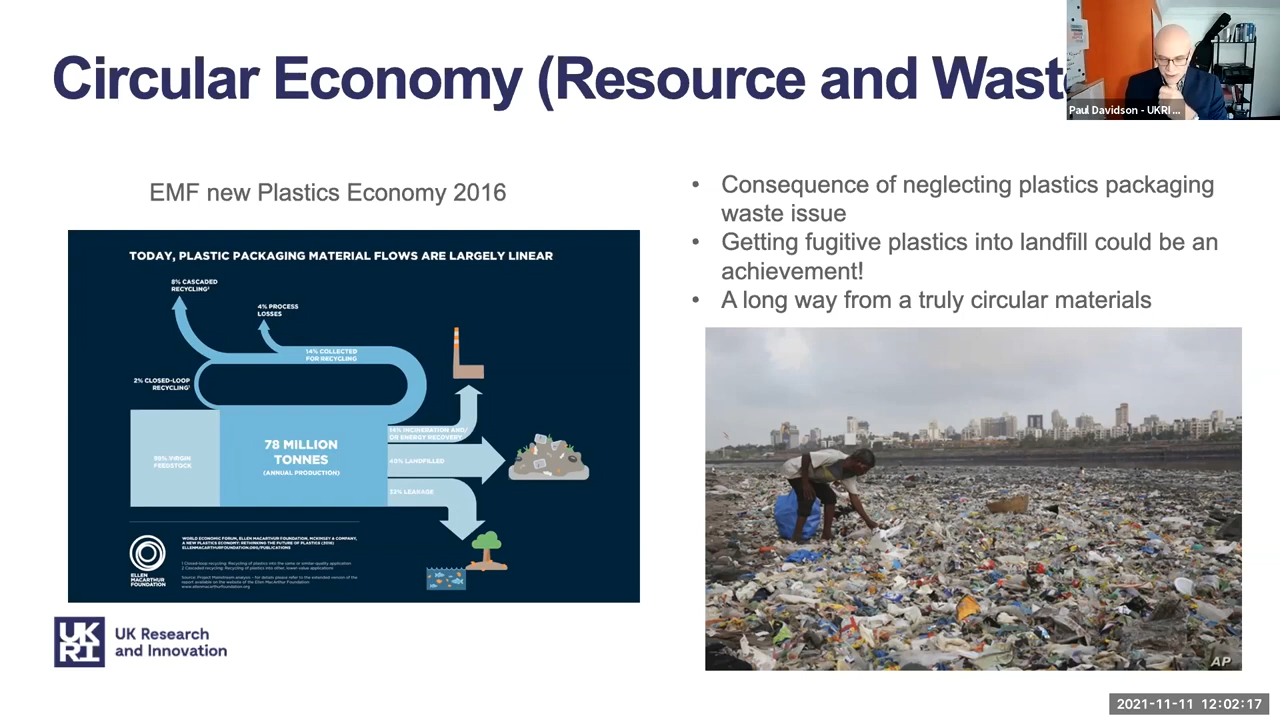 Circular Economy (Resource and Wast
Paul Davidson - UKRI ...
EMF new Plastics Economy 2016
TODAY, PLASTIC PACKAGING MATERIAL FLOWS ARE LARGELY LINEAR
8% CASCADED
RECYCLING²
4% PROCESS
LOSSES
14% COLLECTED
FOR RECYCLING
2% CLOSED-LOOP
RECYCLING¹
98% VIRGIN
FEEDSTOCK
78 MILLION
TONNES
(ANNUAL PRODUCTION)
14% INCINERATION AND/
OR ENERGY RECOVERY
40% LANDFILLED
32% LEAKAGE
ELLEN
MACARTHUR
FOUNDATION
WORLD ECONOMIC FORUM, ELLEN MACARTHUR FOUNDATION, MCKINSEY & COMPANY,
A NEW PLASTICS ECONOMY: RETHINKING THE FUTURE OF PLASTICS (2016)
ELLENMACARTHURFOUNDATION.ORG/PUBLICATIONS
1 Closed-loop recycling: Recycling of plastics into the same or similar-quality application
2 Cascaded recycling: Recycling of plastics into other, lower value applications
Source: Project Mainstream analysis - for details please refer to the extended version of the
report available on the website of the Ellen MacArthur Foundation:
www.ellenmacarthurfoundation.org
UK
RI
UK Research
and Innovation
• Consequence of neglecting plastics packaging
waste issue
• Getting fugitive plastics into landfill could be an
achievement!
• A long way from a truly circular materials
AP
2021-11-11 12:02:17